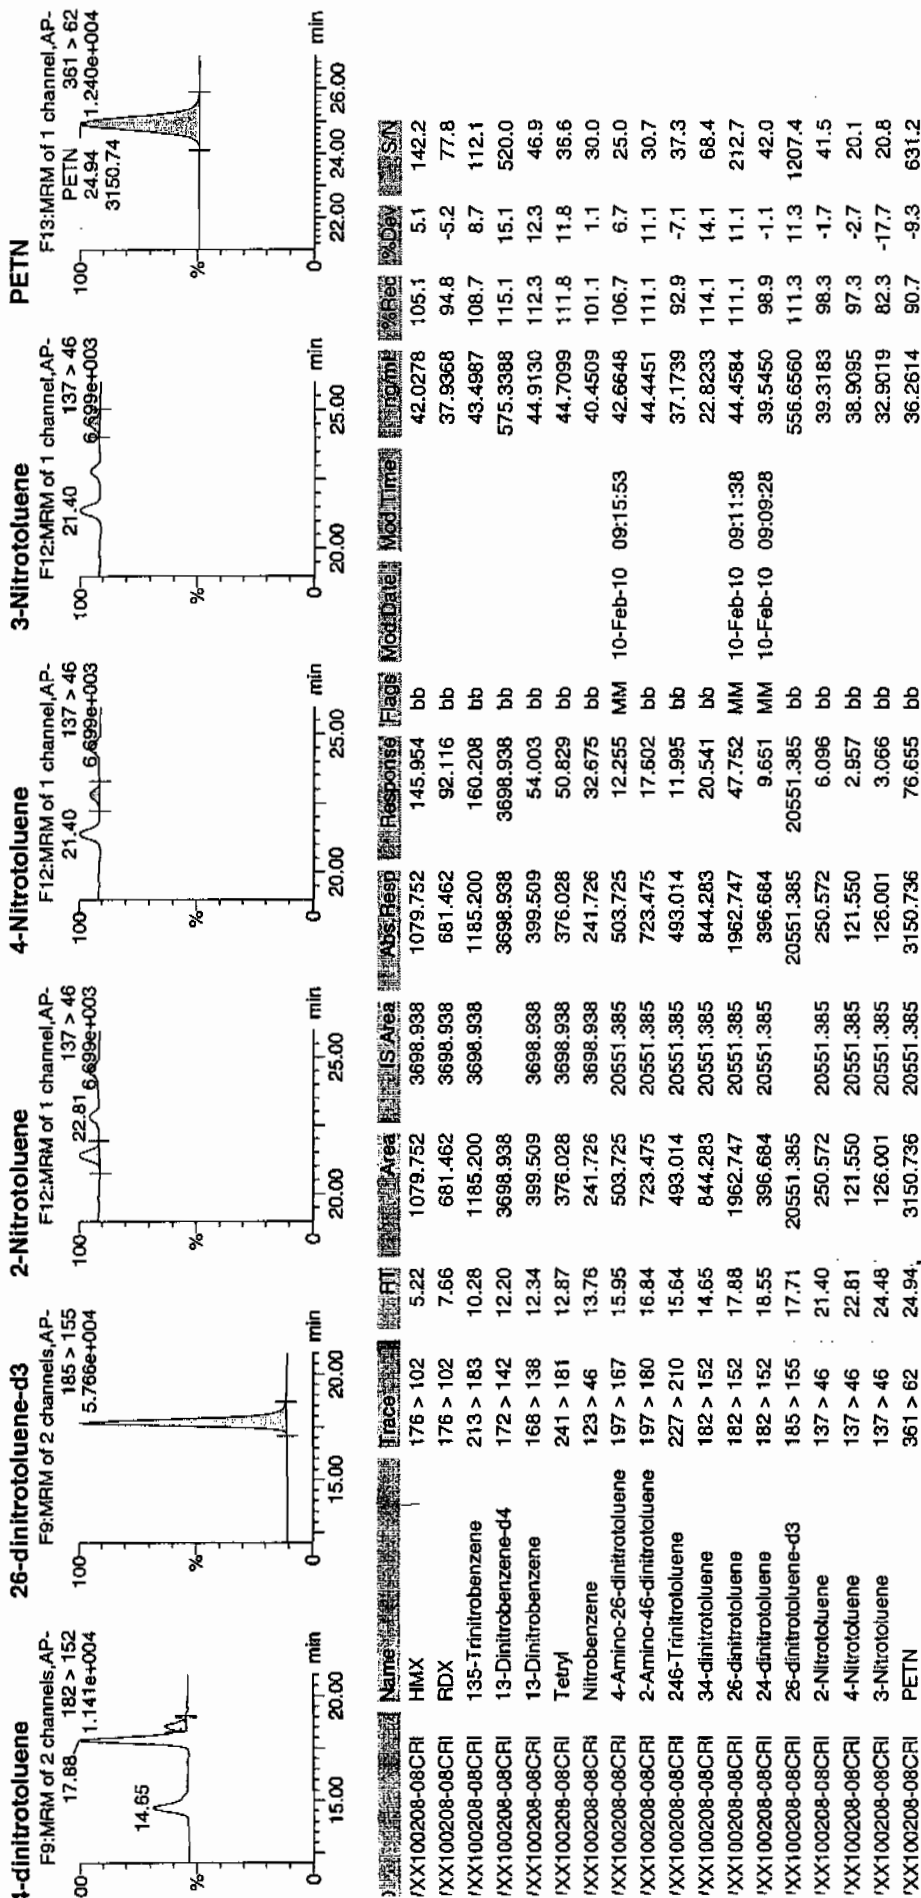 4-dinitrotoluene
F9:MRM of 2 channels,AP-
182 > 152
1.141e+004
17.88
14.65
%
0
15.00
20.00
min
26-dinitrotoluene-d3
F9:MRM of 2 channels,AP-
185 > 155
5.766e+004
100
%
0
15.00
20.00
min
2-Nitrotoluene
F12:MRM of 1 channel,AP-
137 > 46
6.699e+003
22.81
100
%
0
20.00
25.00
min
4-Nitrotoluene
F12:MRM of 1 channel,AP-
137 > 46
6.699e+003
21.40
100
%
0
20.00
25.00
min
3-Nitrotoluene
F12:MRM of 1 channel,AP-
137 > 46
6.699e+003
21.40
100
%
0
20.00
25.00
min
PETN
F13:MRM of 1 channel,AP-
361 > 62
1.240e+004
PETN
24.94
3150.74
100
%
0
22.00
24.00
26.00
min
Name Trace RT Area IS Area Abs.Resp Response Flags Mod.Date Mod.Time ng/mL %Rec %Dev S/N
XX100208-08CRI HMX 176 > 102 5.22 1079.752 3698.938 1079.752 145.954 bb 42.0278 105.1 5.1 142.2
XX100208-08CRI RDX 176 > 102 7.66 681.462 3698.938 681.462 92.116 bb 37.9368 94.8 -5.2 77.8
XX100208-08CRI 135-Trinitrobenzene 213 > 183 10.28 1185.200 3698.938 1185.200 160.208 bb 43.4987 108.7 8.7 112.1
XX100208-08CRI 13-Dinitrobenzene-d4 172 > 142 12.20 3698.938 3698.938 3698.938 bb 575.3388 115.1 15.1 520.0
XX100208-08CRI 13-Dinitrobenzene 168 > 138 12.34 399.509 3698.938 399.509 54.003 bb 44.9130 112.3 12.3 46.9
XX100208-08CRI Tetryl 241 > 181 12.87 376.028 3698.938 376.028 50.829 bb 44.7099 111.8 11.8 36.6
XX100208-08CRI Nitrobenzene 123 > 46 13.76 241.726 3698.938 241.726 32.675 bb 40.4509 101.1 1.1 30.0
XX100208-08CRI 4-Amino-26-dinitrotoluene 197 > 167 15.95 503.725 20551.385 503.725 12.255 MM 10-Feb-10 09:15:53 42.6648 106.7 6.7 25.0
XX100208-08CRI 2-Amino-46-dinitrotoluene 197 > 180 16.84 723.475 20551.385 723.475 17.602 bb 44.4451 111.1 11.1 30.7
XX100208-08CRI 246-Trinitrotoluene 227 > 210 15.64 493.014 20551.385 493.014 11.995 bb 37.1739 92.9 -7.1 37.3
XX100208-08CRI 34-dinitrotoluene 182 > 152 14.65 844.283 20551.385 844.283 20.541 bb 22.8233 114.1 14.1 68.4
XX100208-08CRI 26-dinitrotoluene 182 > 152 17.88 1962.747 20551.385 1962.747 47.752 MM 10-Feb-10 09:11:38 44.4584 111.1 11.1 212.7
XX100208-08CRI 24-dinitrotoluene 182 > 152 18.55 396.684 20551.385 396.684 9.651 MM 10-Feb-10 09:09:28 39.5450 98.9 -1.1 42.0
XX100208-08CRI 26-dinitrotoluene-d3 185 > 155 17.71 20551.385 20551.385 20551.385 bb 556.6560 111.3 11.3 1207.4
XX100208-08CRI 2-Nitrotoluene 137 > 46 21.40 250.572 20551.385 250.572 6.096 bb 39.3183 98.3 -1.7 41.5
XX100208-08CRI 4-Nitrotoluene 137 > 46 22.81 121.550 20551.385 121.550 2.957 bb 38.9095 97.3 -2.7 20.1
XX100208-08CRI 3-Nitrotoluene 137 > 46 24.48 126.001 20551.385 126.001 3.066 bb 32.9019 82.3 -17.7 20.8
XX100208-08CRI PETN 361 > 62 24.94 3150.736 20551.385 3150.736 76.655 bb 36.2614 90.7 -9.3 631.2